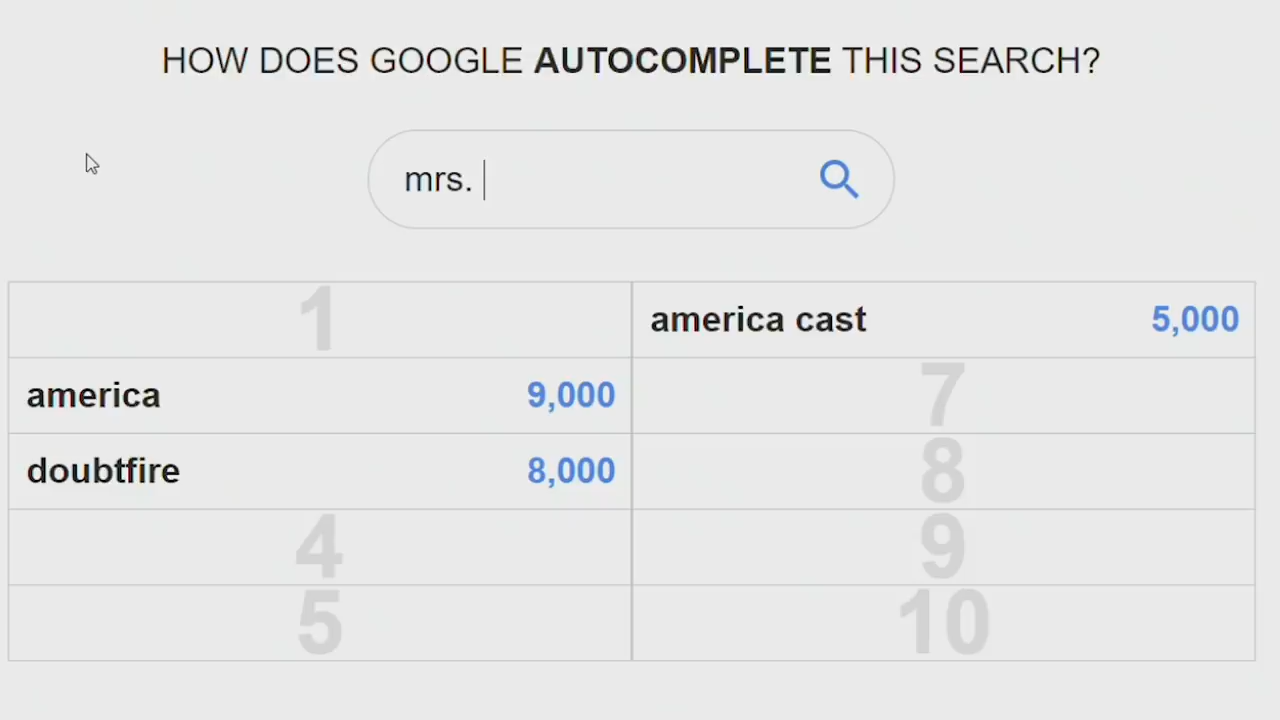 HOW DOES GOOGLE AUTOCOMPLETE THIS SEARCH?
mrs.
1
america 9,000
doubtfire 8,000
4
5
america cast 5,000
7
8
9
10